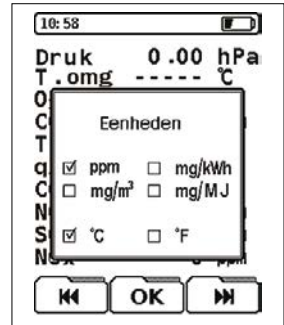 10:58
Druk 0.00 hPa
T.omg ----- °C
Eenheden
☑ ppm ☐ mg/kWh
☐ mg/m³ ☐ mg/MJ
☑ °C ☐ °F
OK